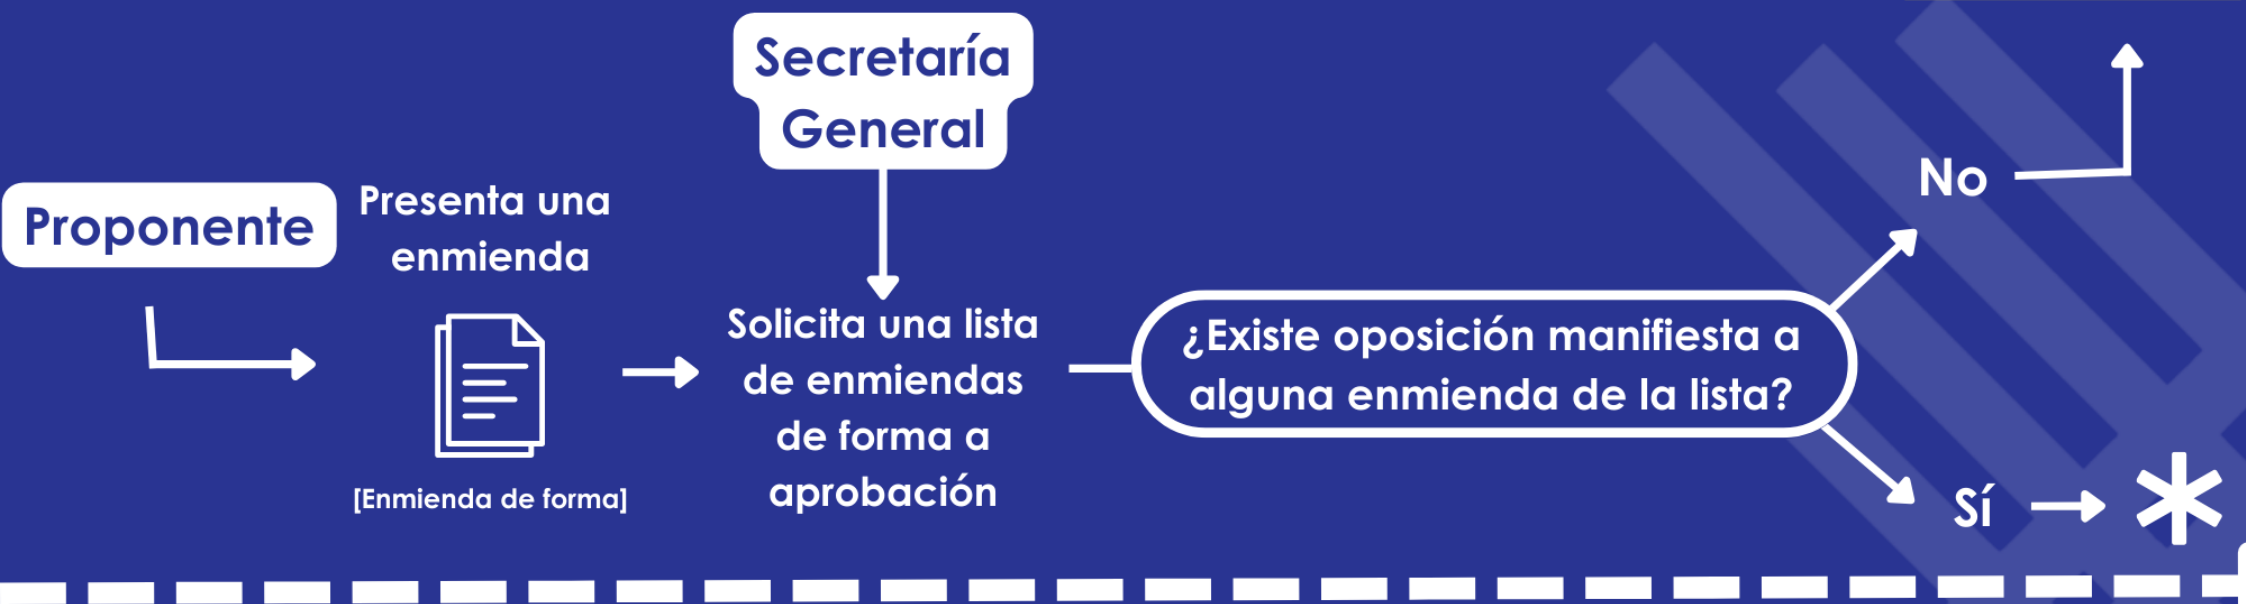 Proponente
Presenta una
enmienda
[Enmienda de forma]
Secretaría
General
Solicita una lista
de enmiendas
de forma a
aprobación
¿Existe oposición manifiesta a
alguna enmienda de la lista?
No
Sí